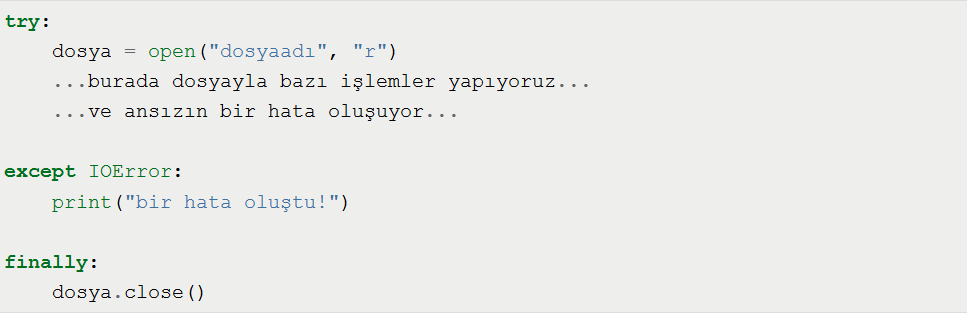 try:
    dosya = open("dosyaadı", "r")
    ...burada dosyayla bazı işlemler yapıyoruz...
    ...ve ansızın bir hata oluşuyor...
except IOError:
    print("bir hata oluştu!")
finally:
    dosya.close()